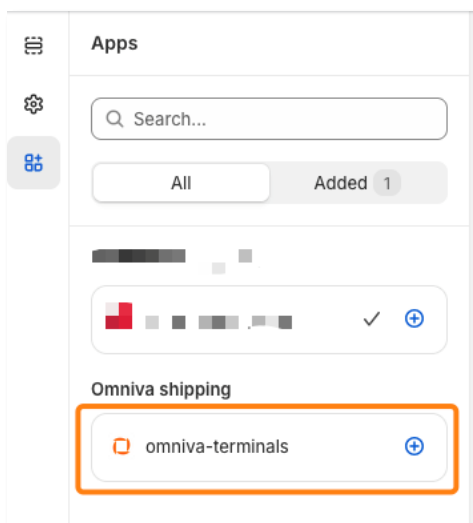 Apps
Search...
All
Added 1
Omniva shipping
omniva-terminals